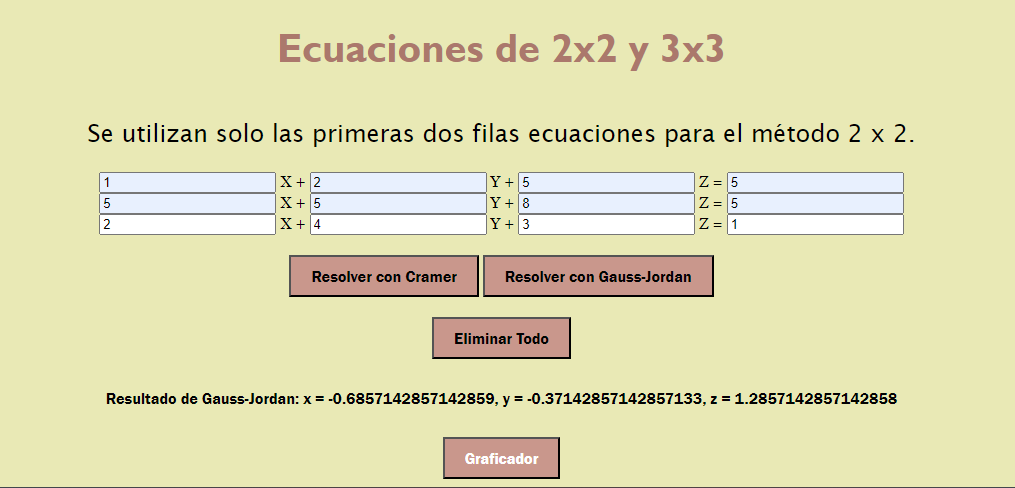 Ecuaciones de 2x2 y 3x3
Se utilizan solo las primeras dos filas ecuaciones para el método 2 x 2.
1 X + 2 Y + 5 Z = 5
5 X + 5 Y + 8 Z = 5
2 X + 4 Y + 3 Z = 1
Resolver con Cramer Resolver con Gauss-Jordan
Eliminar Todo
Resultado de Gauss-Jordan: x = -0.6857142857142859, y = -0.37142857142857133, z = 1.2857142857142858
Graficador